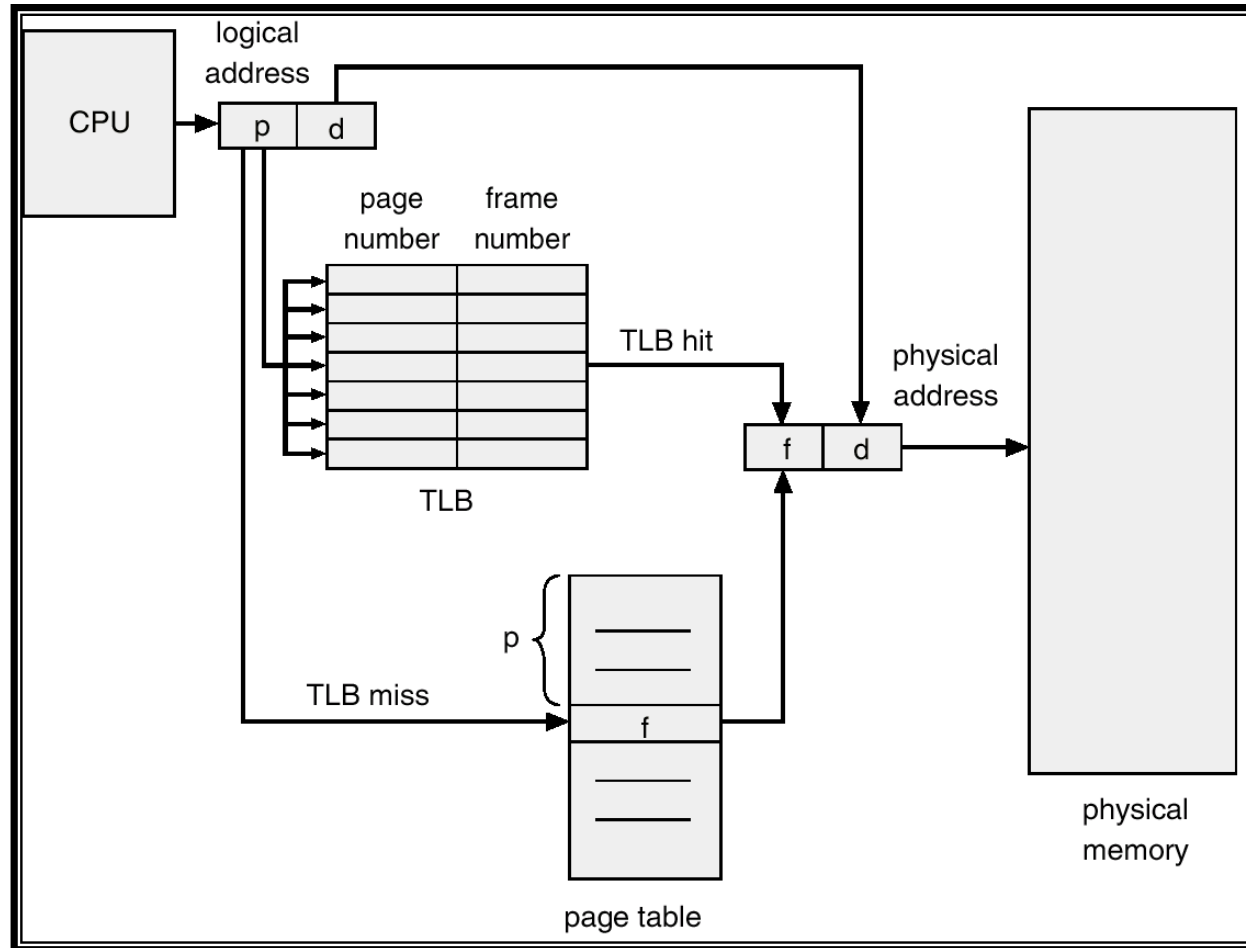 logical
address
CPU
p
d
page
number
frame
number
TLB hit
physical
address
f
d
TLB
p
TLB miss
f
physical
memory
page table